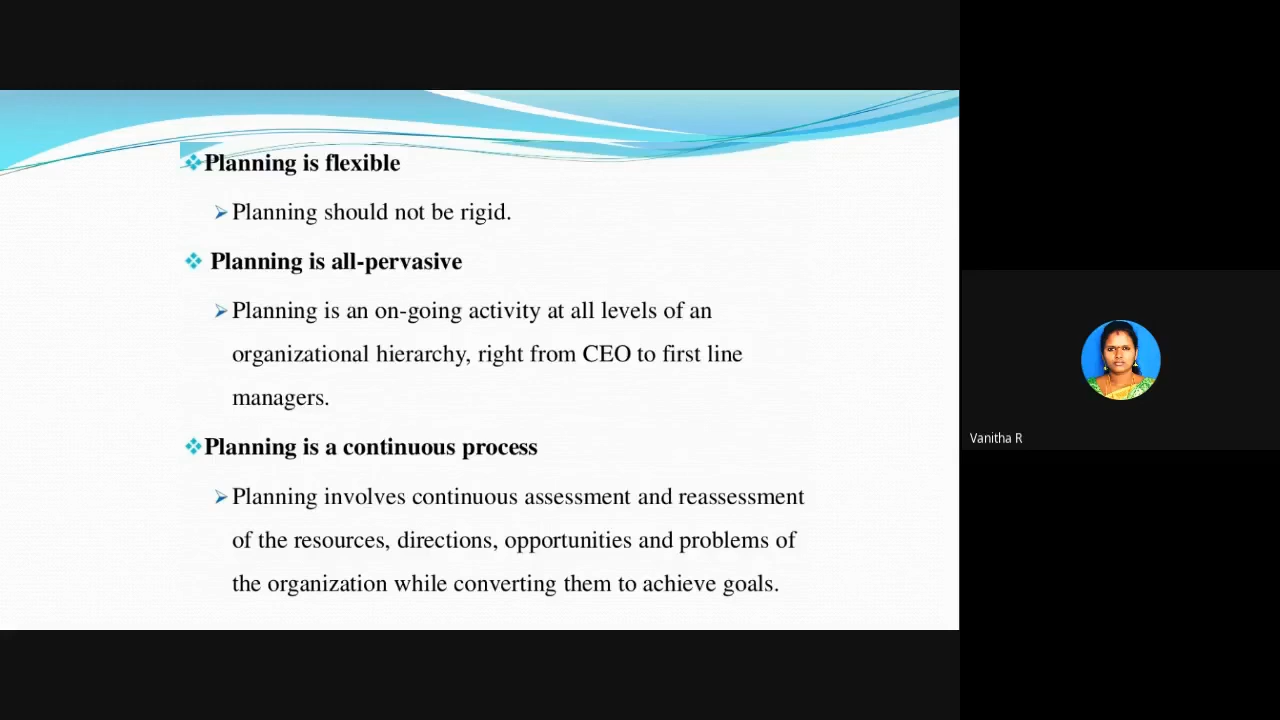 Planning is flexible
Planning should not be rigid.
Planning is all-pervasive
Planning is an on-going activity at all levels of an
organizational hierarchy, right from CEO to first line
managers.
Planning is a continuous process
Planning involves continuous assessment and reassessment
of the resources, directions, opportunities and problems of
the organization while converting them to achieve goals.
Vanitha R